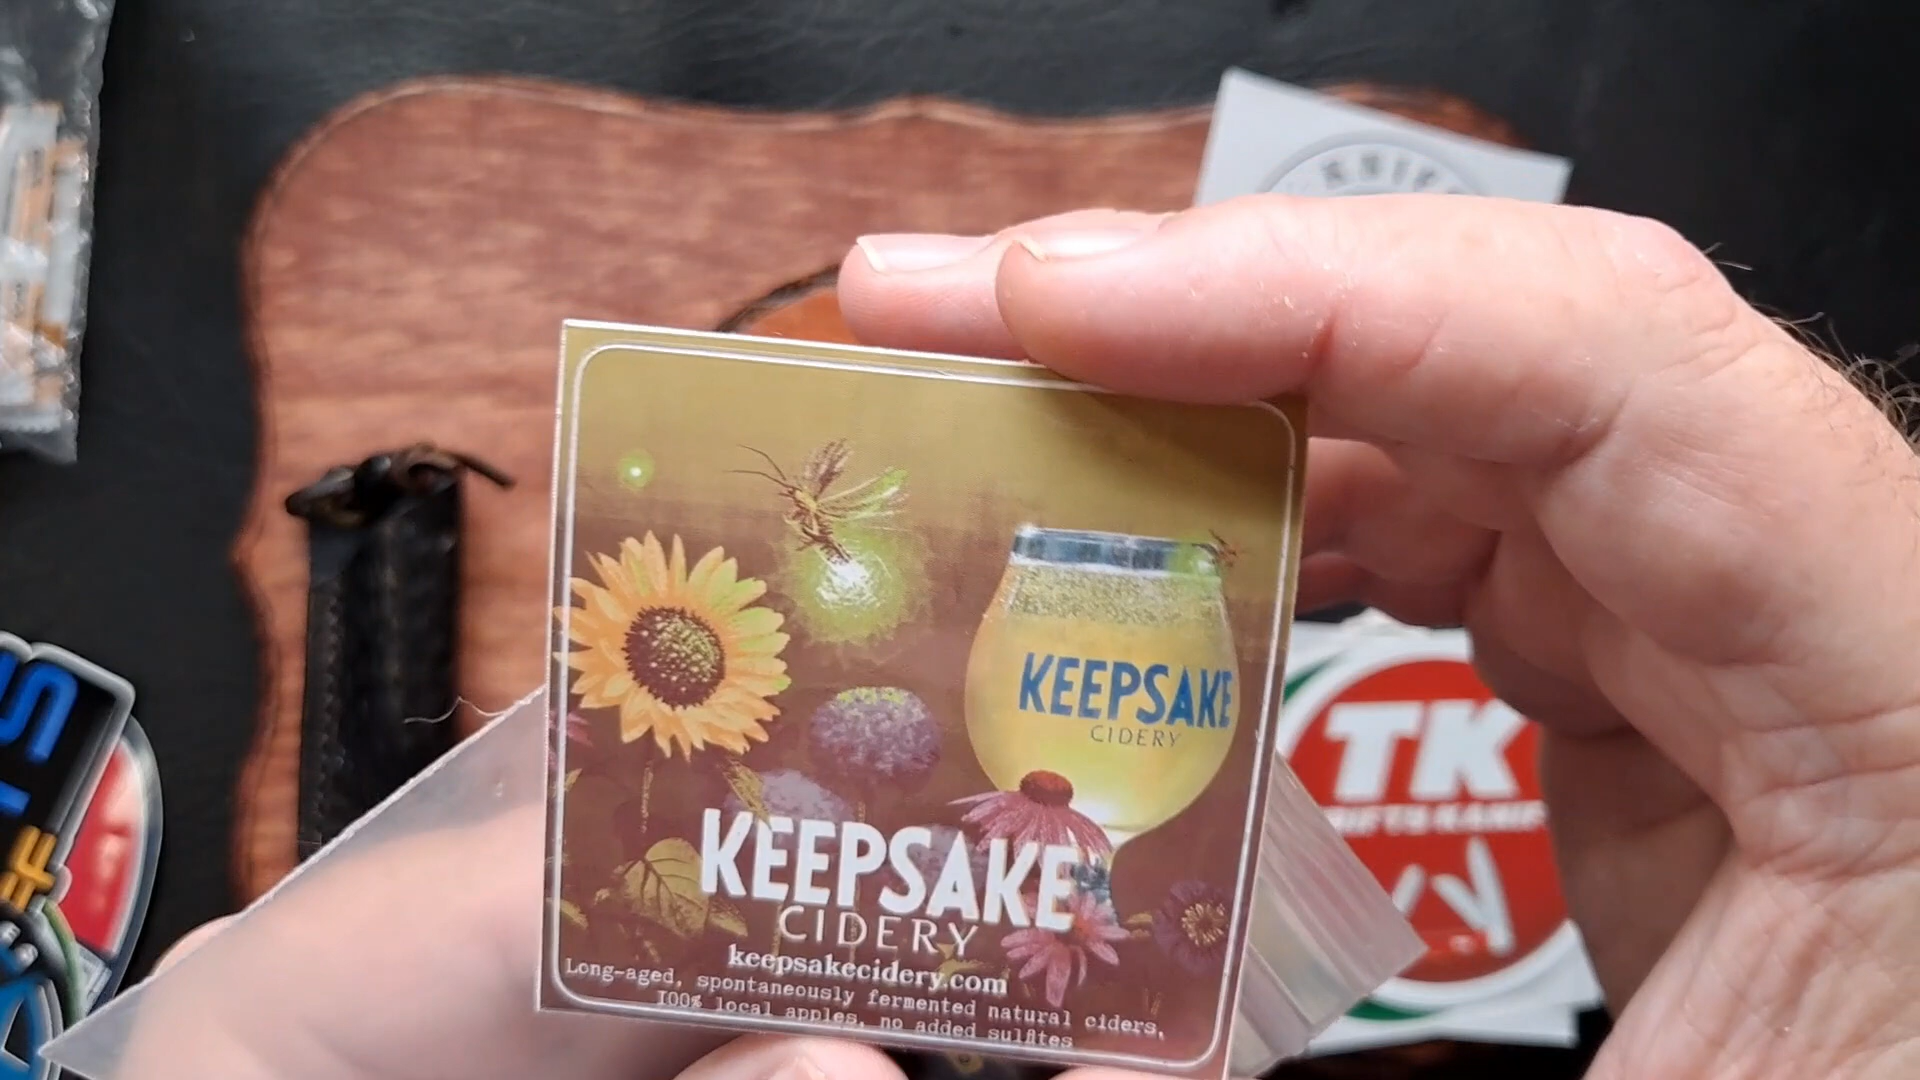 KEEPSAKE
CIDERY
KEEPSAKE
CIDERY
keepsakecidery.com
Long-aged, spontaneously fermented natural ciders,
100% local apples, no added sulfites
TK